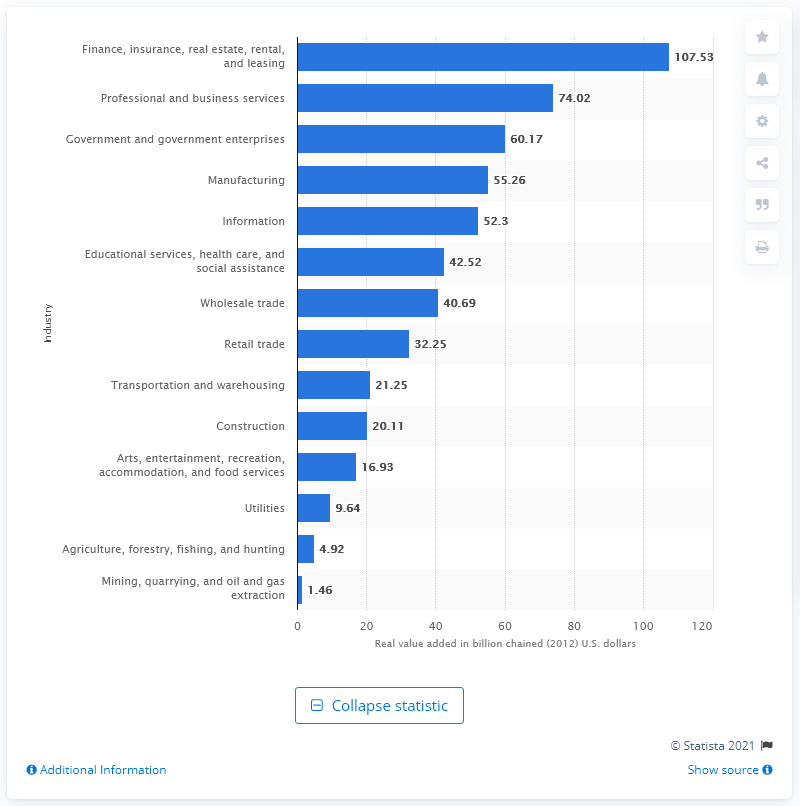 Finance, insurance, real estate, rental,
and leasing
107.53
Professional and business services
74.02
Government and government enterprises
60.17
Manufacturing
55.26
Information
52.3
Educational services, health care, and
social assistance
42.52
Wholesale trade
40.69
Retail trade
32.25
Transportation and warehousing
21.25
Construction
20.11
Arts, entertainment, recreation,
accommodation, and food services
16.93
Utilities
9.64
Agriculture, forestry, fishing, and hunting
4.92
Mining, quarrying, and oil and gas
extraction
1.46
Industry
0 20 40 60 80 100 120
Real value added in billion chained (2012) U.S. dollars
Collapse statistic
© Statista 2021
Additional Information
Show source